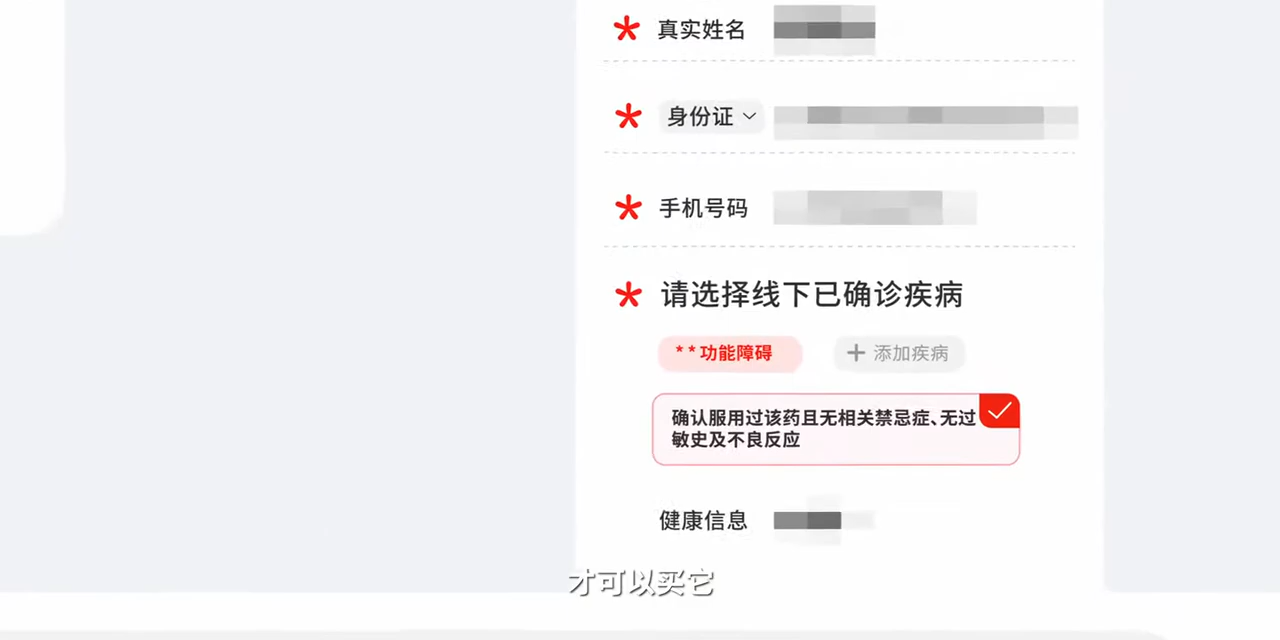 * 真实姓名
* 身份证
* 手机号码
* 请选择线下已确诊疾病
**功能障碍 + 添加疾病
确认服用过该药且无相关禁忌症、无过
敏史及不良反应
健康信息
才可以买它